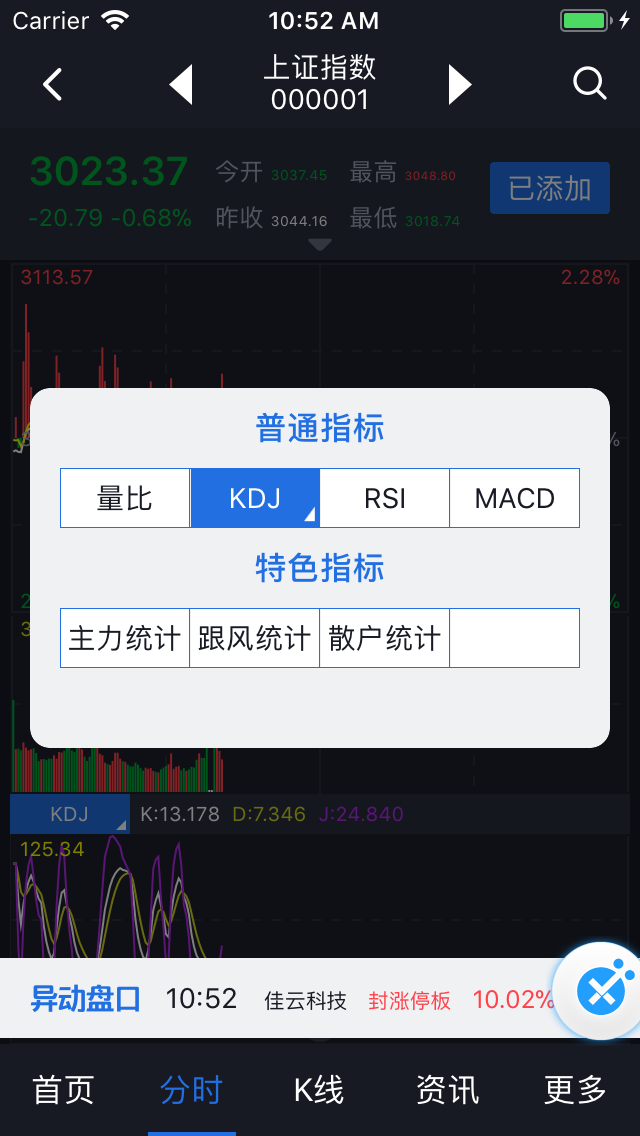 Carrier 10:52 AM
上证指数
000001
3023.37 今开 3037.45 最高 3048.80 已添加
-20.79 -0.68% 昨收 3044.16 最低 3018.74
3113.57 2.28%
普通指标
量比 KDJ RSI MACD
特色指标
主力统计 跟风统计 散户统计
KDJ K:13.178 D:7.346 J:24.840
125.34
异动盘口 10:52 佳云科技 封涨停板 10.02%
首页 分时 K线 资讯 更多